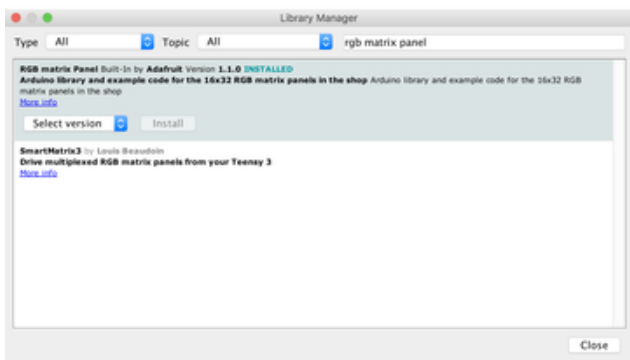 Library Manager
Type All Topic All rgb matrix panel
RGB matrix Panel Built-In by Adafruit Version 1.1.0 INSTALLED
Arduino library and example code for the 16x32 RGB matrix panels in the shop Arduino library and example code for the 16x32 RGB
matrix panels in the shop
More info
Select version Install
SmartMatrix3 by Louis Beaudoin
Drive multiplexed RGB matrix panels from your Teensy 3
More info
Close